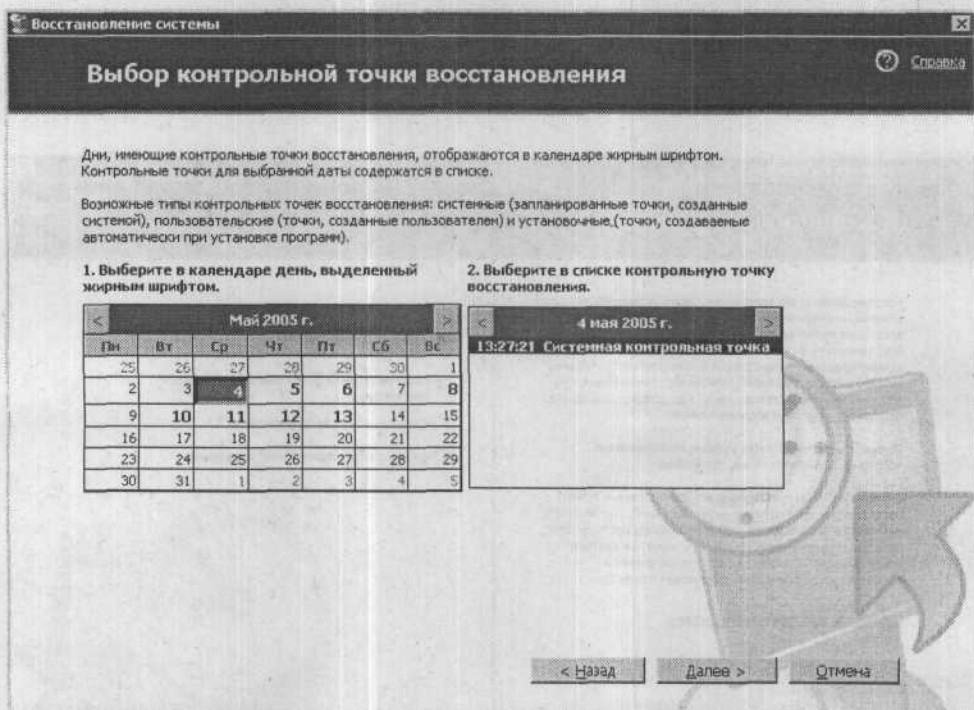 Восстановление системы
Выбор контрольной точки восстановления
Справка
Дни, имеющие контрольные точки восстановления, отображаются в календаре жирным шрифтом.
Контрольные точки для выбранной даты содержатся в списке.
Возможные типы контрольных точек восстановления: системные (запланированные точки, созданные
системой), пользовательские (точки, созданные пользователем) и установочные (точки, создаваемые
автоматически при установке программ).
1. Выберите в календаре день, выделенный
жирным шрифтом.
< Май 2005 г. >
Пн Вт Ср Чт Пт Сб Вс
25 26 27 28 29 30 1
2 3 4 5 6 7 8
9 10 11 12 13 14 15
16 17 18 19 20 21 22
23 24 25 26 27 28 29
30 31 1 2 3 4 5
2. Выберите в списке контрольную точку
восстановления.
< 4 мая 2005 г. >
13:27:21 Системная контрольная точка
< Назад
Далее >
Отмена